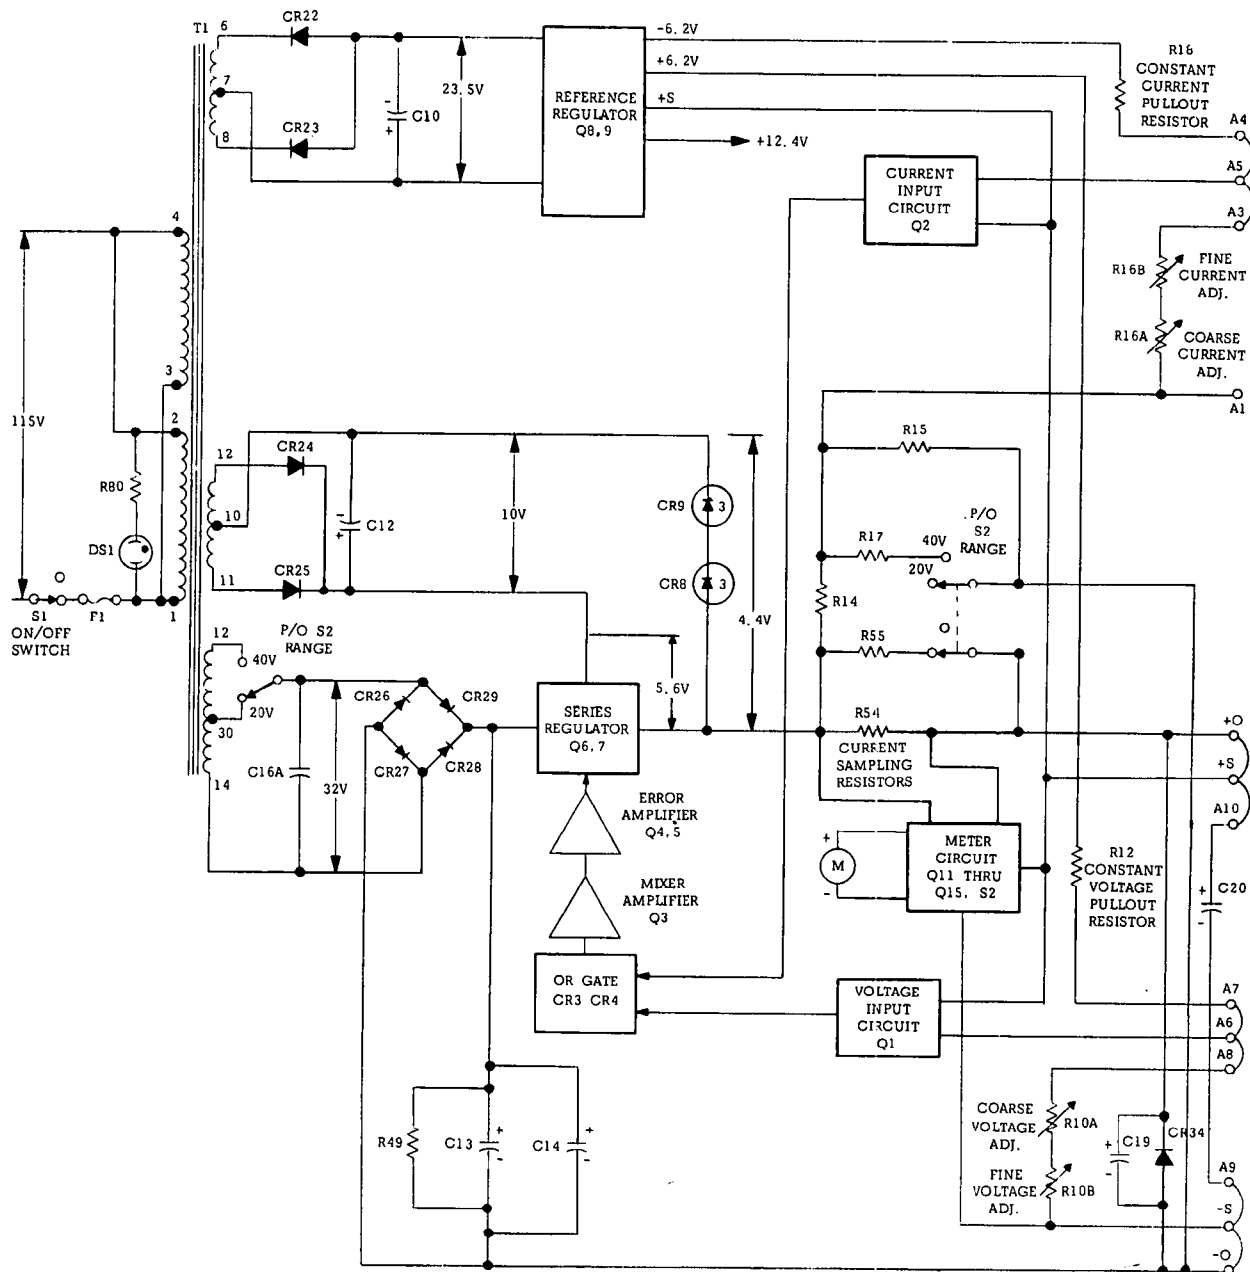 T1
6
CR22
7
8
CR23
-
C10
+
23.5V
REFERENCE
REGULATOR
Q8,9
-6.2V
+6.2V
+S
+12.4V
R16
CONSTANT
CURRENT
PULLOUT
RESISTOR
A4
A5
A3
CURRENT
INPUT
CIRCUIT
Q2
R16B
FINE
CURRENT
ADJ.
R16A
COARSE
CURRENT
ADJ.
A1
4
3
2
1
115V
R80
DS1
S1
F1
ON/OFF
SWITCH
12
CR24
10
11
CR25
-
C12
+
10V
CR9
3
CR8
3
4.4V
R15
R17
40V
20V
P/O
S2
RANGE
R14
R55
R54
CURRENT
SAMPLING
RESISTORS
12
P/O S2
RANGE
40V
20V
30
14
C16A
32V
CR26
CR29
CR27
CR28
SERIES
REGULATOR
Q6,7
5.6V
ERROR
AMPLIFIER
Q4,5
MIXER
AMPLIFIER
Q3
OR GATE
CR3 CR4
+
M
-
METER
CIRCUIT
Q11 THRU
Q15, S2
VOLTAGE
INPUT
CIRCUIT
Q1
R12
CONSTANT
VOLTAGE
PULLOUT
RESISTOR
+O
+S
A10
+
C20
-
A7
A6
A8
A9
-S
-O
R49
C13
+
-
C14
+
-
COARSE
VOLTAGE
ADJ.
R10A
FINE
VOLTAGE
ADJ.
R10B
+
C19
-
CR34